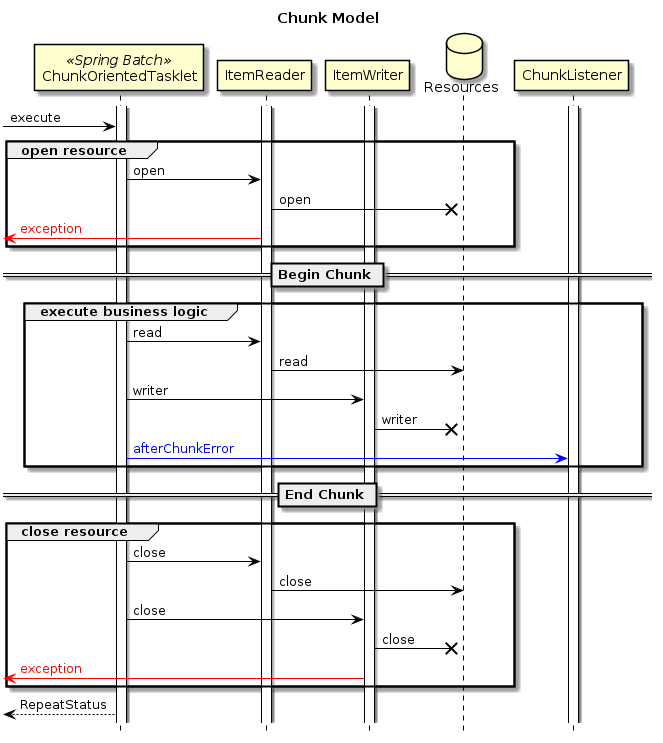 Chunk Model
«Spring Batch»
ChunkOrientedTasklet
ItemReader
ItemWriter
Resources
ChunkListener
execute
open resource
open
open
exception
Begin Chunk
execute business logic
read
read
writer
writer
afterChunkError
End Chunk
close resource
close
close
close
close
exception
RepeatStatus